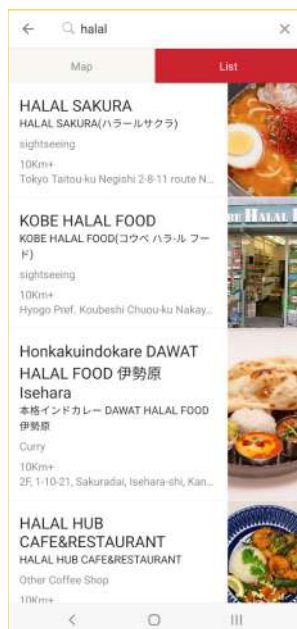 halal
Map List
HALAL SAKURA
HALAL SAKURA(ハラールサクラ)
sightseeing
10Km+
Tokyo Taitou-ku Negishi 2-8-11 route N...
KOBE HALAL FOOD
KOBE HALAL FOOD(コウベ ハラ-ル フー
ド)
sightseeing
10Km+
Hyogo Pref. Koubeshi Chuou-ku Nakay...
HALAL
Honkakuindokare DAWAT
HALAL FOOD 伊勢原
Isehara
本格インドカレー DAWAT HALAL FOOD
伊勢原
Curry
10Km+
2F, 1-10-21, Sakuradai, Isehara-shi, Kan...
HALAL HUB
CAFE&RESTAURANT
HALAL HUB CAFE&RESTAURANT
Other Coffee Shop
10Km+